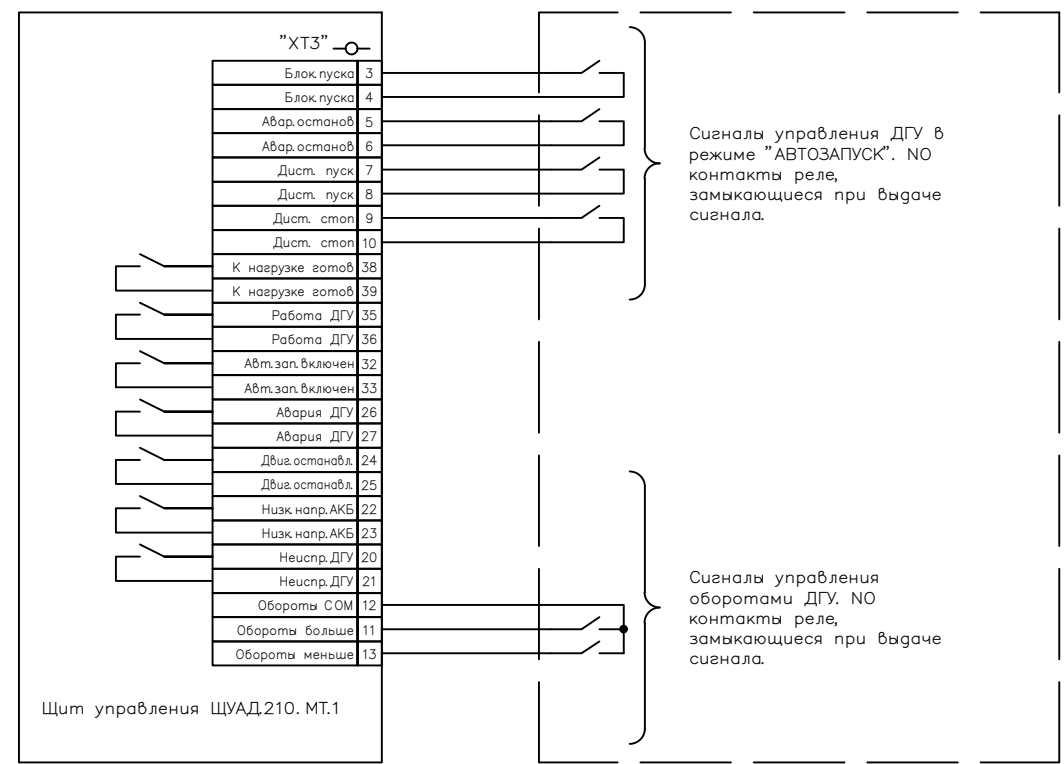 "XT3"
Блок.пуска 3
Блок.пуска 4
Авар.останов 5
Авар.останов 6
Дист. пуск 7
Дист. пуск 8
Дист. стоп 9
Дист. стоп 10
К нагрузке готов 38
К нагрузке готов 39
Работа ДГУ 35
Работа ДГУ 36
Авт.зап.включен 32
Авт.зап.включен 33
Авария ДГУ 26
Авария ДГУ 27
Двиг.останавл. 24
Двиг.останавл. 25
Низк.напр.АКБ 22
Низк.напр.АКБ 23
Неиспр.ДГУ 20
Неиспр.ДГУ 21
Обороты СОМ 12
Обороты больше 11
Обороты меньше 13
Щит управления ЩУАД.210. МТ.1
Сигналы управления ДГУ в
режиме "АВТОЗАПУСК". NO
контакты реле,
замыкающиеся при выдаче
сигнала.
Сигналы управления
оборотами ДГУ. NO
контакты реле,
замыкающиеся при выдаче
сигнала.